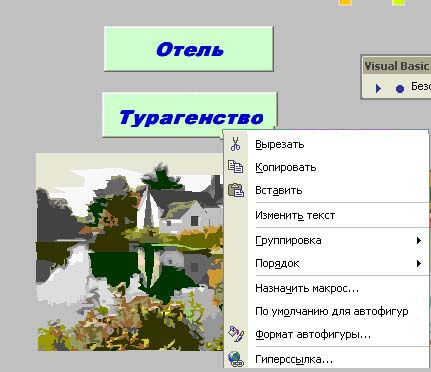 Отель
Visual Basic
Безо
Турагенство
Вырезать
Копировать
Вставить
Изменить текст
Группировка
Порядок
Назначить макрос...
По умолчанию для автофигур
Формат автофигуры...
Гиперссылка...